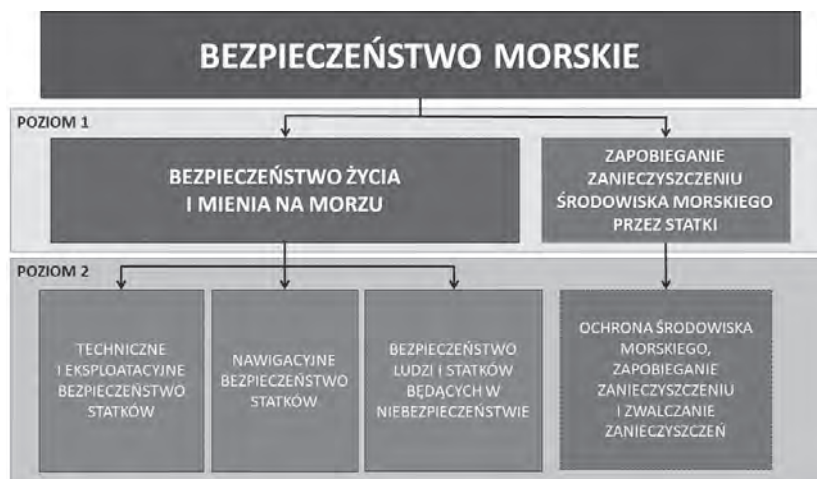 BEZPIECZEŃSTWO MORSKIE
POZIOM 1
BEZPIECZEŃSTWO ŻYCIA
I MIENIA NA MORZU
ZAPOBIEGANIE
ZANIECZYSZCZENIU
ŚRODOWISKA MORSKIEGO
PRZEZ STATKI
POZIOM 2
TECHNICZNE
I EKSPLOATACYJNE
BEZPIECZEŃSTWO
STATKÓW
NAWIGACYJNE
BEZPIECZEŃSTWO
STATKÓW
BEZPIECZEŃSTWO
LUDZI I STATKÓW
BĘDĄCYCH W
NIEBEZPIECZEŃSTWIE
OCHRONA ŚRODOWISKA
MORSKIEGO,
ZAPOBIEGANIE
ZANIECZYSZCZENIU
I ZWALCZANIE
ZANIECZYSZCZEŃ